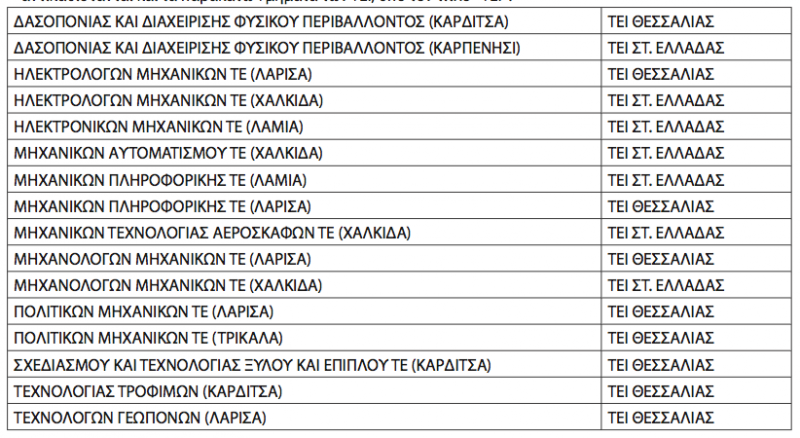 ΔΑΣΟΠΟΝΙΑΣ ΚΑΙ ΔΙΑΧΕΙΡΙΣΗΣ ΦΥΣΙΚΟΥ ΠΕΡΙΒΑΛΛΟΝΤΟΣ (ΚΑΡΔΙΤΣΑ) ΤΕΙ ΘΕΣΣΑΛΙΑΣ
ΔΑΣΟΠΟΝΙΑΣ ΚΑΙ ΔΙΑΧΕΙΡΙΣΗΣ ΦΥΣΙΚΟΥ ΠΕΡΙΒΑΛΛΟΝΤΟΣ (ΚΑΡΠΕΝΗΣΙ) ΤΕΙ ΣΤ. ΕΛΛΑΔΑΣ
ΗΛΕΚΤΡΟΛΟΓΩΝ ΜΗΧΑΝΙΚΩΝ ΤΕ (ΛΑΡΙΣΑ) ΤΕΙ ΘΕΣΣΑΛΙΑΣ
ΗΛΕΚΤΡΟΛΟΓΩΝ ΜΗΧΑΝΙΚΩΝ ΤΕ (ΧΑΛΚΙΔΑ) ΤΕΙ ΣΤ. ΕΛΛΑΔΑΣ
ΗΛΕΚΤΡΟΝΙΚΩΝ ΜΗΧΑΝΙΚΩΝ ΤΕ (ΛΑΜΙΑ) ΤΕΙ ΣΤ. ΕΛΛΑΔΑΣ
ΜΗΧΑΝΙΚΩΝ ΑΥΤΟΜΑΤΙΣΜΟΥ ΤΕ (ΧΑΛΚΙΔΑ) ΤΕΙ ΣΤ. ΕΛΛΑΔΑΣ
ΜΗΧΑΝΙΚΩΝ ΠΛΗΡΟΦΟΡΙΚΗΣ ΤΕ (ΛΑΜΙΑ) ΤΕΙ ΣΤ. ΕΛΛΑΔΑΣ
ΜΗΧΑΝΙΚΩΝ ΠΛΗΡΟΦΟΡΙΚΗΣ ΤΕ (ΛΑΡΙΣΑ) ΤΕΙ ΘΕΣΣΑΛΙΑΣ
ΜΗΧΑΝΙΚΩΝ ΤΕΧΝΟΛΟΓΙΑΣ ΑΕΡΟΣΚΑΦΩΝ ΤΕ (ΧΑΛΚΙΔΑ) ΤΕΙ ΣΤ. ΕΛΛΑΔΑΣ
ΜΗΧΑΝΟΛΟΓΩΝ ΜΗΧΑΝΙΚΩΝ ΤΕ (ΛΑΡΙΣΑ) ΤΕΙ ΘΕΣΣΑΛΙΑΣ
ΜΗΧΑΝΟΛΟΓΩΝ ΜΗΧΑΝΙΚΩΝ ΤΕ (ΧΑΛΚΙΔΑ) ΤΕΙ ΣΤ. ΕΛΛΑΔΑΣ
ΠΟΛΙΤΙΚΩΝ ΜΗΧΑΝΙΚΩΝ ΤΕ (ΛΑΡΙΣΑ) ΤΕΙ ΘΕΣΣΑΛΙΑΣ
ΠΟΛΙΤΙΚΩΝ ΜΗΧΑΝΙΚΩΝ ΤΕ (ΤΡΙΚΑΛΑ) ΤΕΙ ΘΕΣΣΑΛΙΑΣ
ΣΧΕΔΙΑΣΜΟΥ ΚΑΙ ΤΕΧΝΟΛΟΓΙΑΣ ΞΥΛΟΥ ΚΑΙ ΕΠΙΠΛΟΥ ΤΕ (ΚΑΡΔΙΤΣΑ) ΤΕΙ ΘΕΣΣΑΛΙΑΣ
ΤΕΧΝΟΛΟΓΙΑΣ ΤΡΟΦΙΜΩΝ (ΚΑΡΔΙΤΣΑ) ΤΕΙ ΘΕΣΣΑΛΙΑΣ
ΤΕΧΝΟΛΟΓΩΝ ΓΕΩΠΟΝΩΝ (ΛΑΡΙΣΑ) ΤΕΙ ΘΕΣΣΑΛΙΑΣ